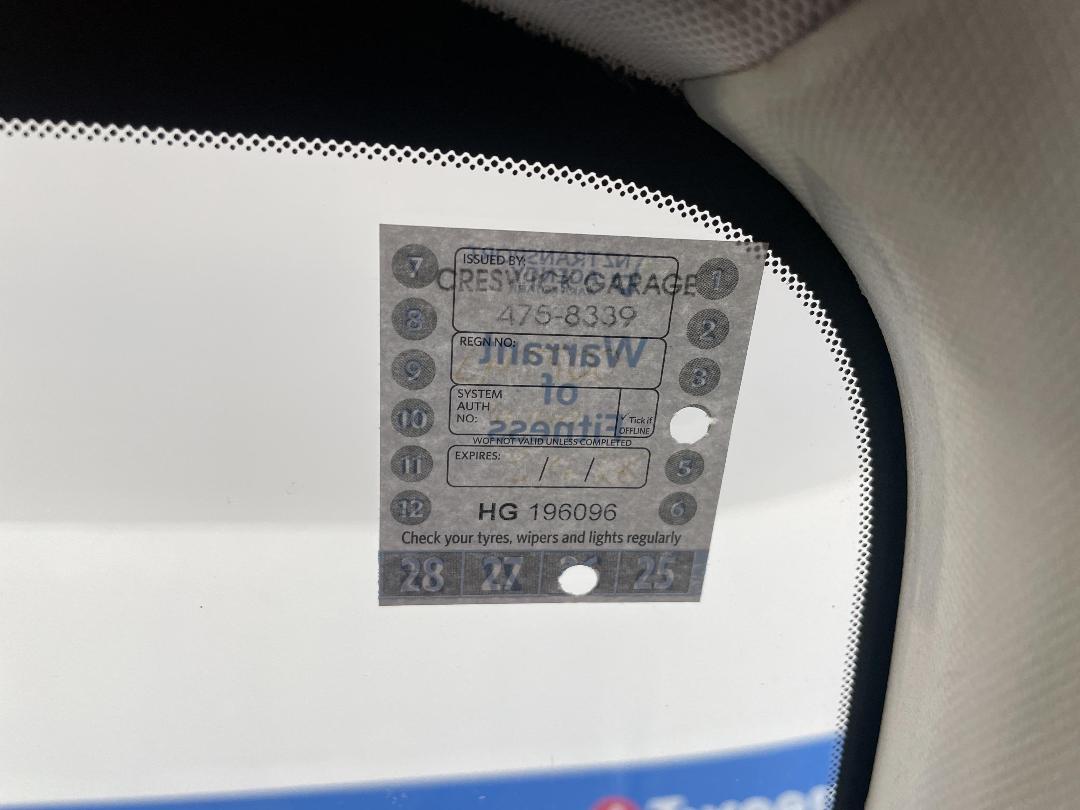 ISSUED BY:
CRESWICK GARAGE
475-8339
REGN NO:
SYSTEM
AUTH
NO:
✓ Tick if
OFFLINE
WOF NOT VALID UNLESS COMPLETED
EXPIRES: / /
HG 196096
Check your tyres, wipers and lights regularly
7 1
8 2
9 3
10
11 5
12 6
28 27 25
NZ TRANSPORT
Warrant
of
Fitness